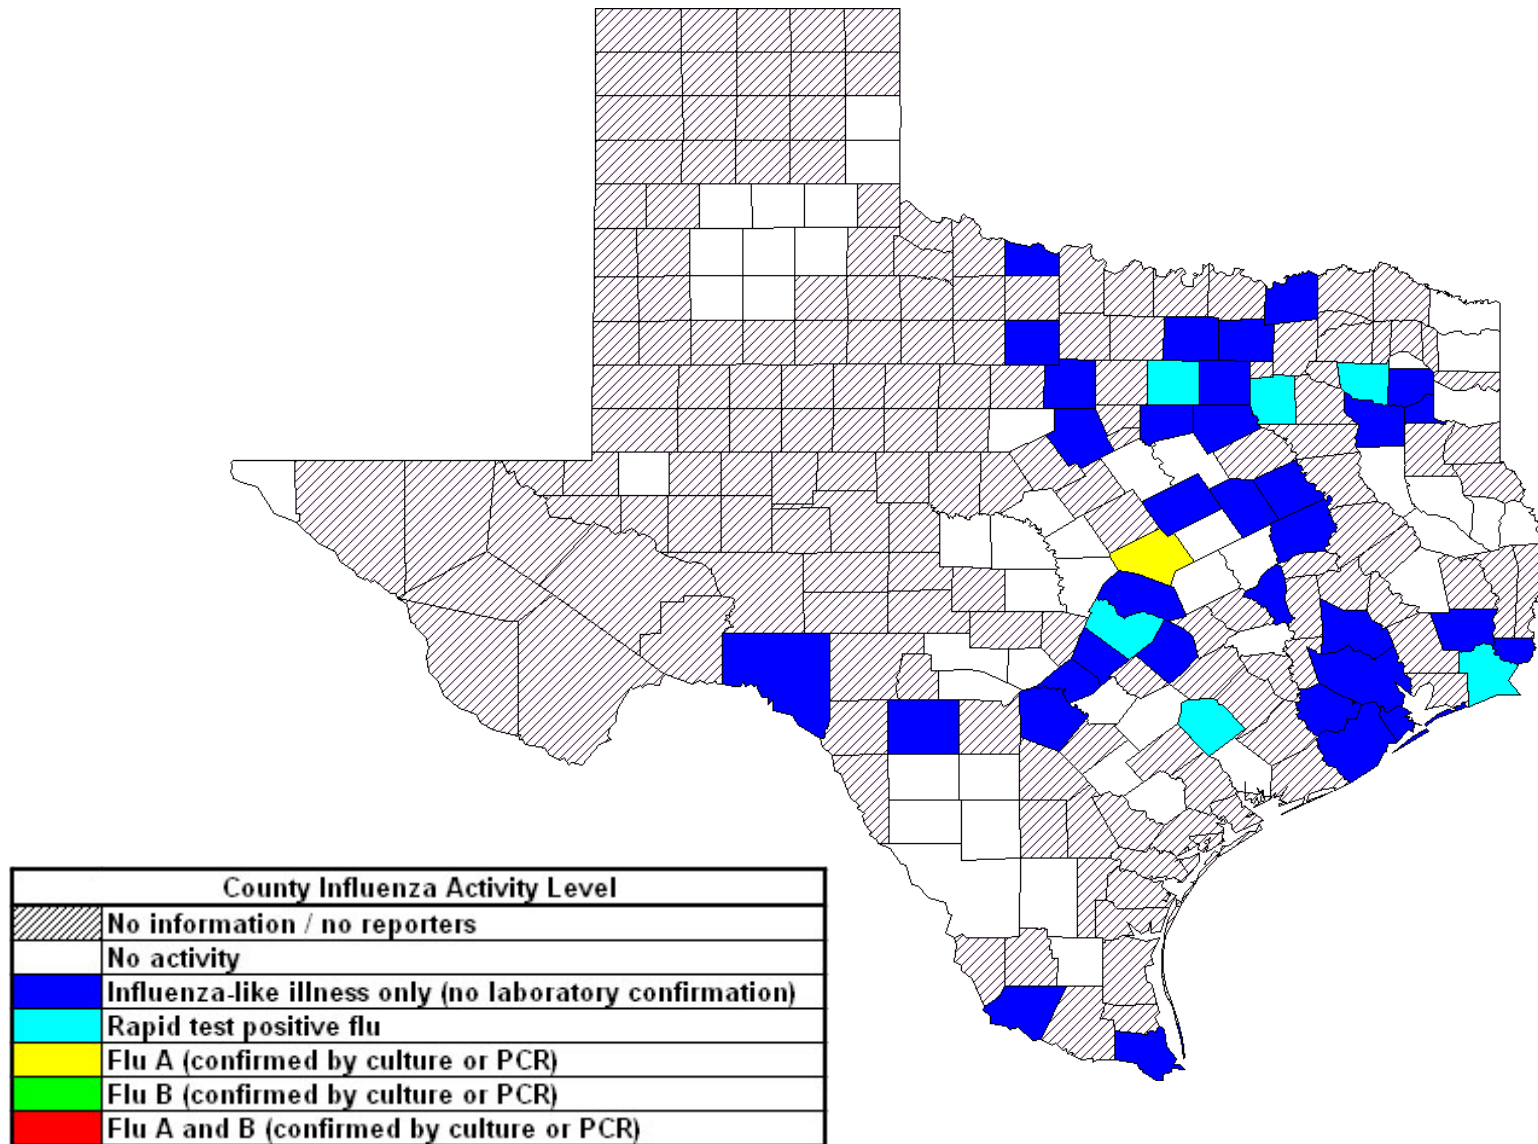 County Influenza Activity Level
No information / no reporters
No activity
Influenza-like illness only (no laboratory confirmation)
Rapid test positive flu
Flu A (confirmed by culture or PCR)
Flu B (confirmed by culture or PCR)
Flu A and B (confirmed by culture or PCR)